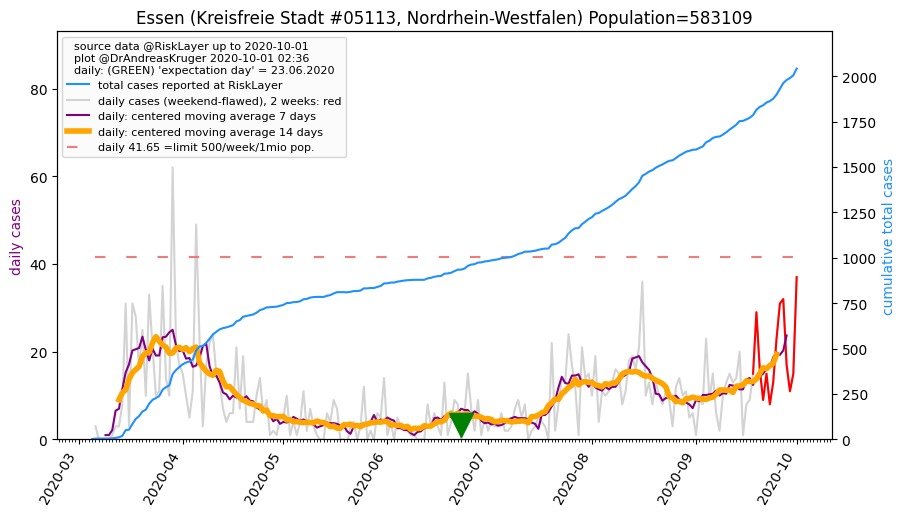 Essen (Kreisfreie Stadt #05113, Nordrhein-Westfalen) Population=583109
source data @RiskLayer up to 2020-10-01
plot @DrAndreasKruger 2020-10-01 02:36
daily: (GREEN) 'expectation day' = 23.06.2020
total cases reported at RiskLayer
daily cases (weekend-flawed), 2 weeks: red
daily: centered moving average 7 days
daily: centered moving average 14 days
daily 41.65 =limit 500/week/1mio pop.
daily cases
80
60
40
20
0
cumulative total cases
2000
1750
1500
1250
1000
750
500
250
0
2020-03
2020-04
2020-05
2020-06
2020-07
2020-08
2020-09
2020-10